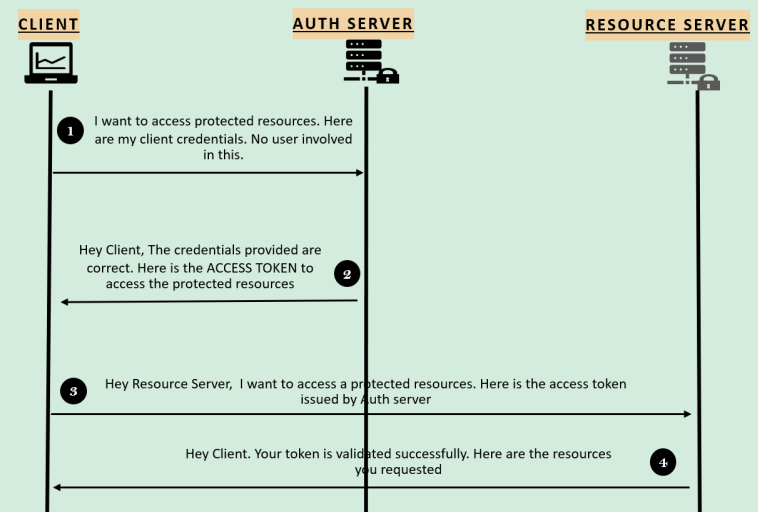 CLIENT
AUTH SERVER
RESOURCE SERVER
1
I want to access protected resources. Here
are my client credentials. No user involved
in this.
Hey Client, The credentials provided are
correct. Here is the ACCESS TOKEN to
access the protected resources
2
3
Hey Resource Server,  I want to access a protected resources. Here is the access token
issued by Auth server
Hey Client. Your token is validated successfully. Here are the resources
you requested
4